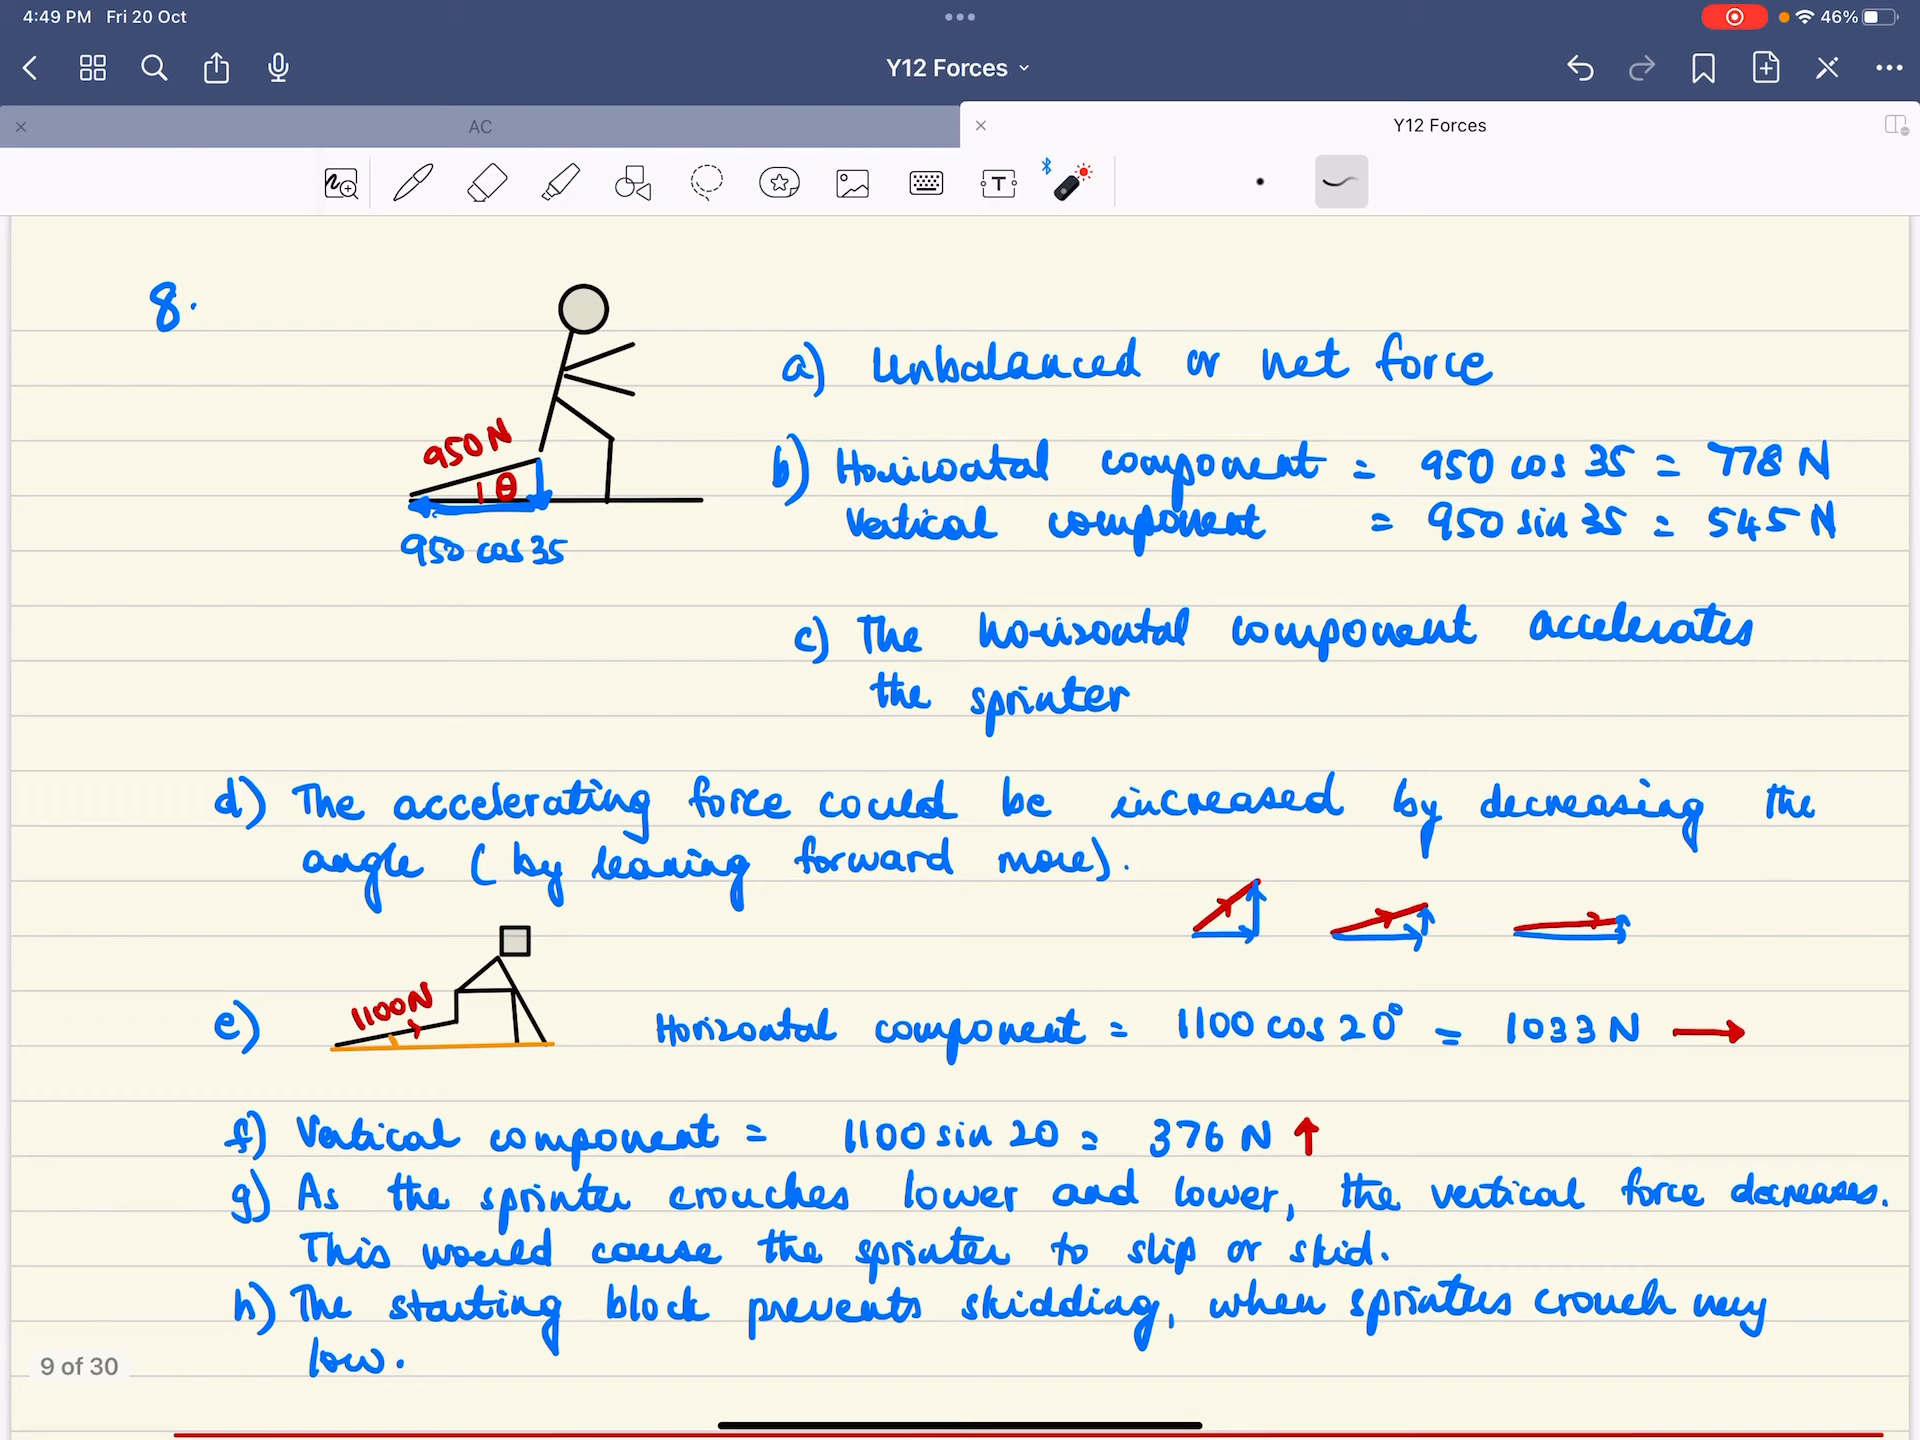 4:49 PM Fri 20 Oct
46%
Y12 Forces
AC
Y12 Forces
T
8.
950 N
θ
950 cos 35
a) Unbalanced or net force
b) Horizontal component = 950 cos 35 = 778 N
Vertical component = 950 sin 35 = 545 N
c) The horizontal component accelerates
the sprinter
d) The accelerating force could be increased by decreasing the
angle (by leaning forward more).
e) 1100N Horizontal component = 1100 cos 20° = 1033 N →
f) Vertical component = 1100 sin 20 = 376 N ↑
g) As the sprinter crouches lower and lower, the vertical force decreases.
This would cause the sprinter to slip or skid.
h) The starting block prevents skidding, when sprinters crouch very
low.
9 of 30